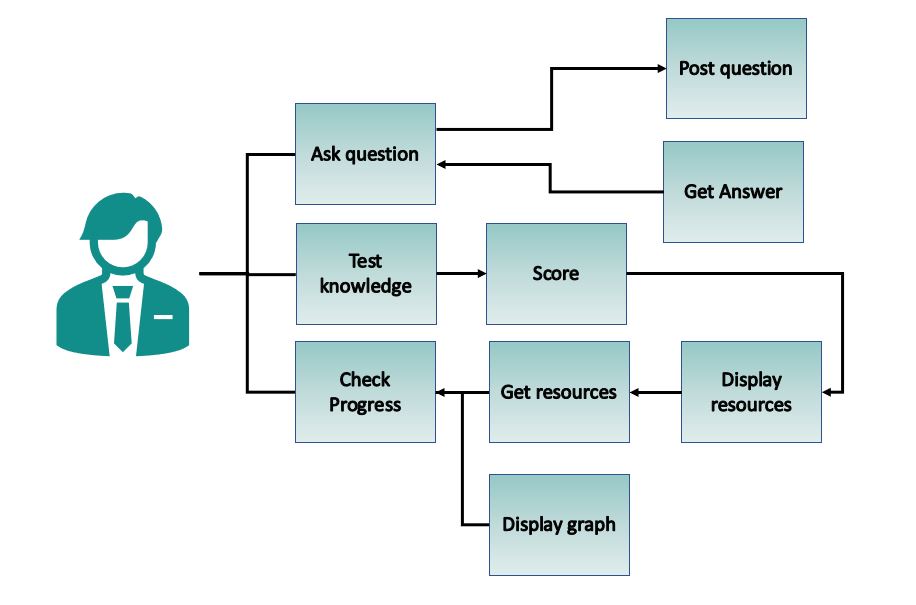 Post question
Ask question
Get Answer
Test
knowledge
Score
Check
Progress
Get resources
Display
resources
Display graph